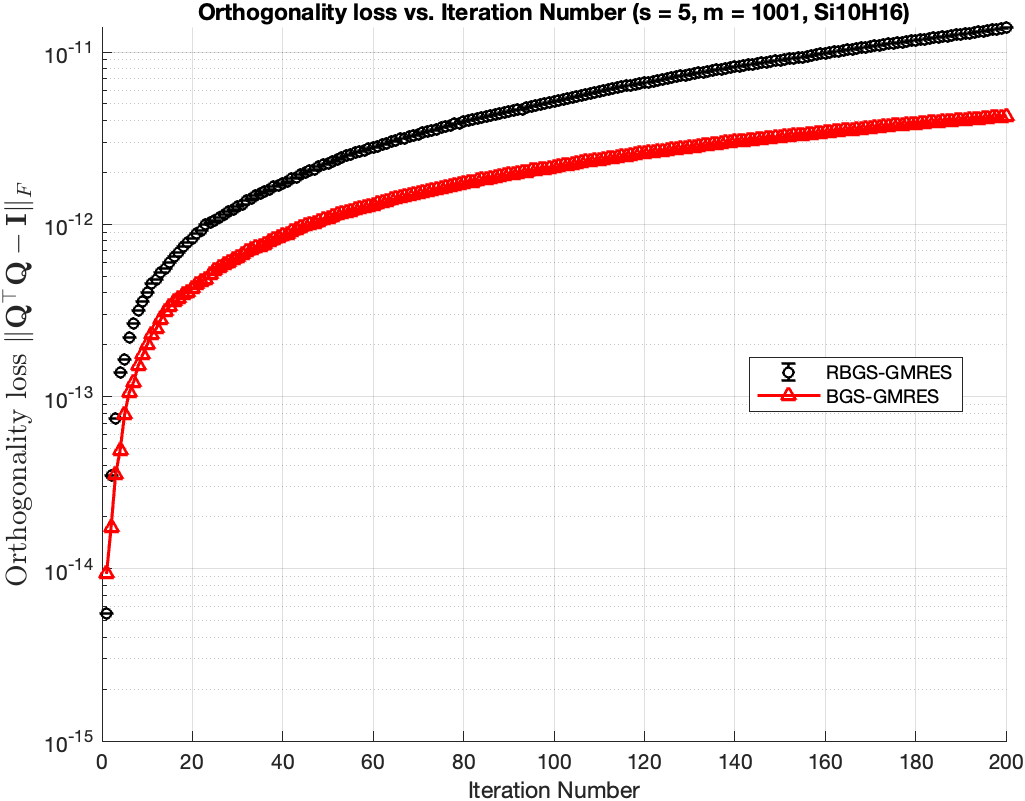 Orthogonality loss vs. Iteration Number (s = 5, m = 1001, Si10H16)
Orthogonality loss ‖Q⊤Q − I‖F
10-11
10-12
10-13
10-14
10-15
RBGS-GMRES
BGS-GMRES
0 20 40 60 80 100 120 140 160 180 200
Iteration Number